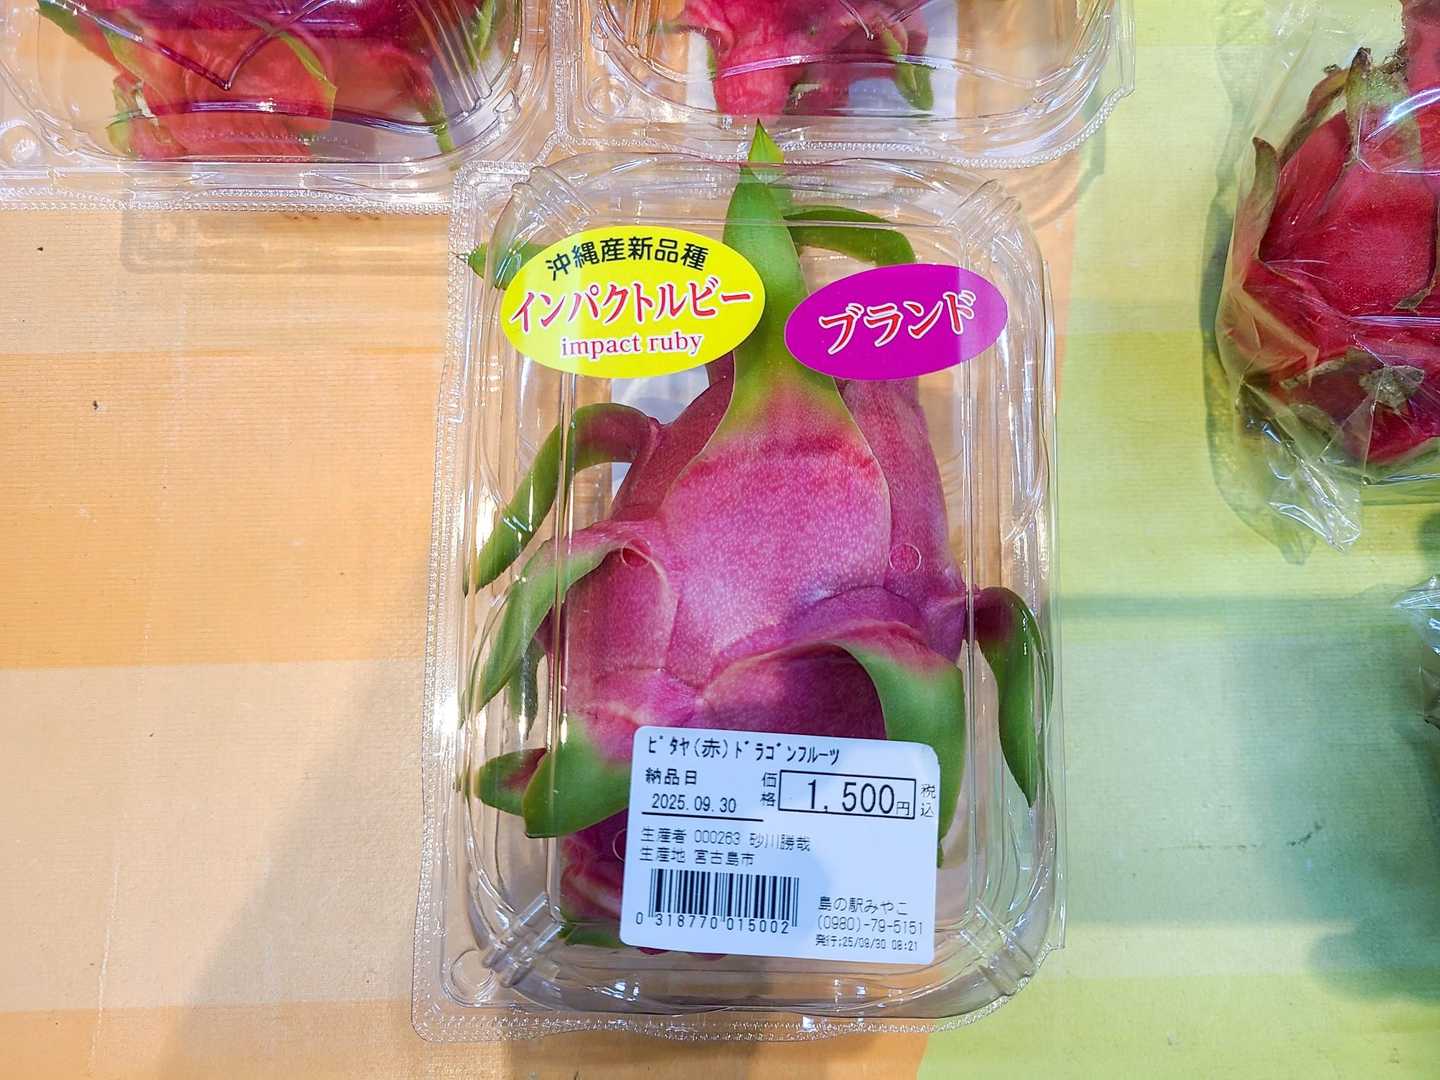 沖縄産新品種
インパクトルビー
impact ruby
ブランド
ピタヤ(赤)ドラゴンフルーツ
納品日
2025.09.30
価格
1,500円
税込
生産者 000263 砂川勝哉
生産地 宮古島市
0 318770 015002
島の駅みやこ
(0980)-79-5151
発行;25/09/30 08:21